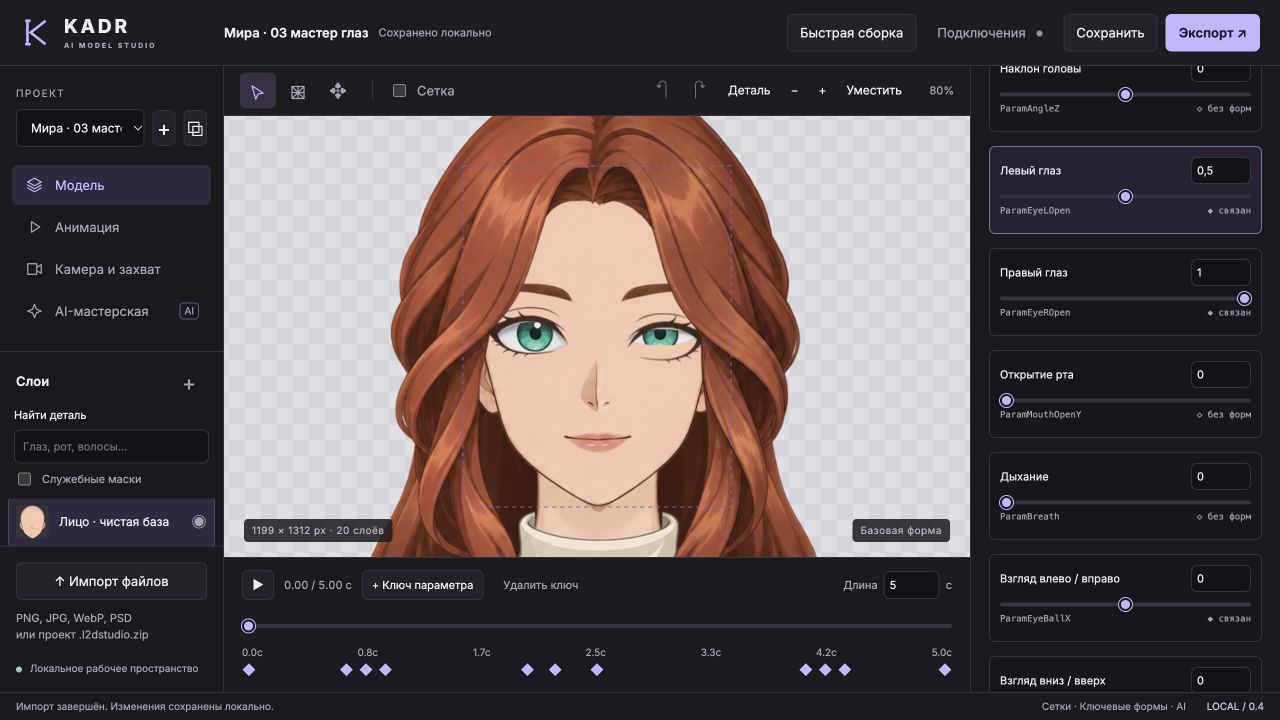 KADR
AI MODEL STUDIO
Мира · 03 мастер глаз
Сохранено локально
Быстрая сборка
Подключения
Сохранить
Экспорт ↗
ПРОЕКТ
Мира · 03 маст
+
Модель
Анимация
Камера и захват
AI-мастерская
AI
Слои
+
Найти деталь
Глаз, рот, волосы...
Служебные маски
Лицо · чистая база
↑ Импорт файлов
PNG, JPG, WebP, PSD
или проект .l2dstudio.zip
Локальное рабочее пространство
Сетка
Деталь
−
+
Уместить
80%
1199 × 1312 px · 20 слоёв
Базовая форма
0.00 / 5.00 с
+ Ключ параметра
Удалить ключ
Длина
5
с
0.0с
0.8с
1.7с
2.5с
3.3с
4.2с
5.0с
Наклон головы
0
ParamAngleZ
◇ без форм
Левый глаз
0,5
ParamEyeLOpen
◆ связан
Правый глаз
1
ParamEyeROpen
◆ связан
Открытие рта
0
ParamMouthOpenY
◇ без форм
Дыхание
0
ParamBreath
◇ без форм
Взгляд влево / вправо
0
ParamEyeBallX
◆ связан
Взгляд вниз / вверх
0
Импорт завершён. Изменения сохранены локально.
Сетки · Ключевые формы · AI
LOCAL / 0.4